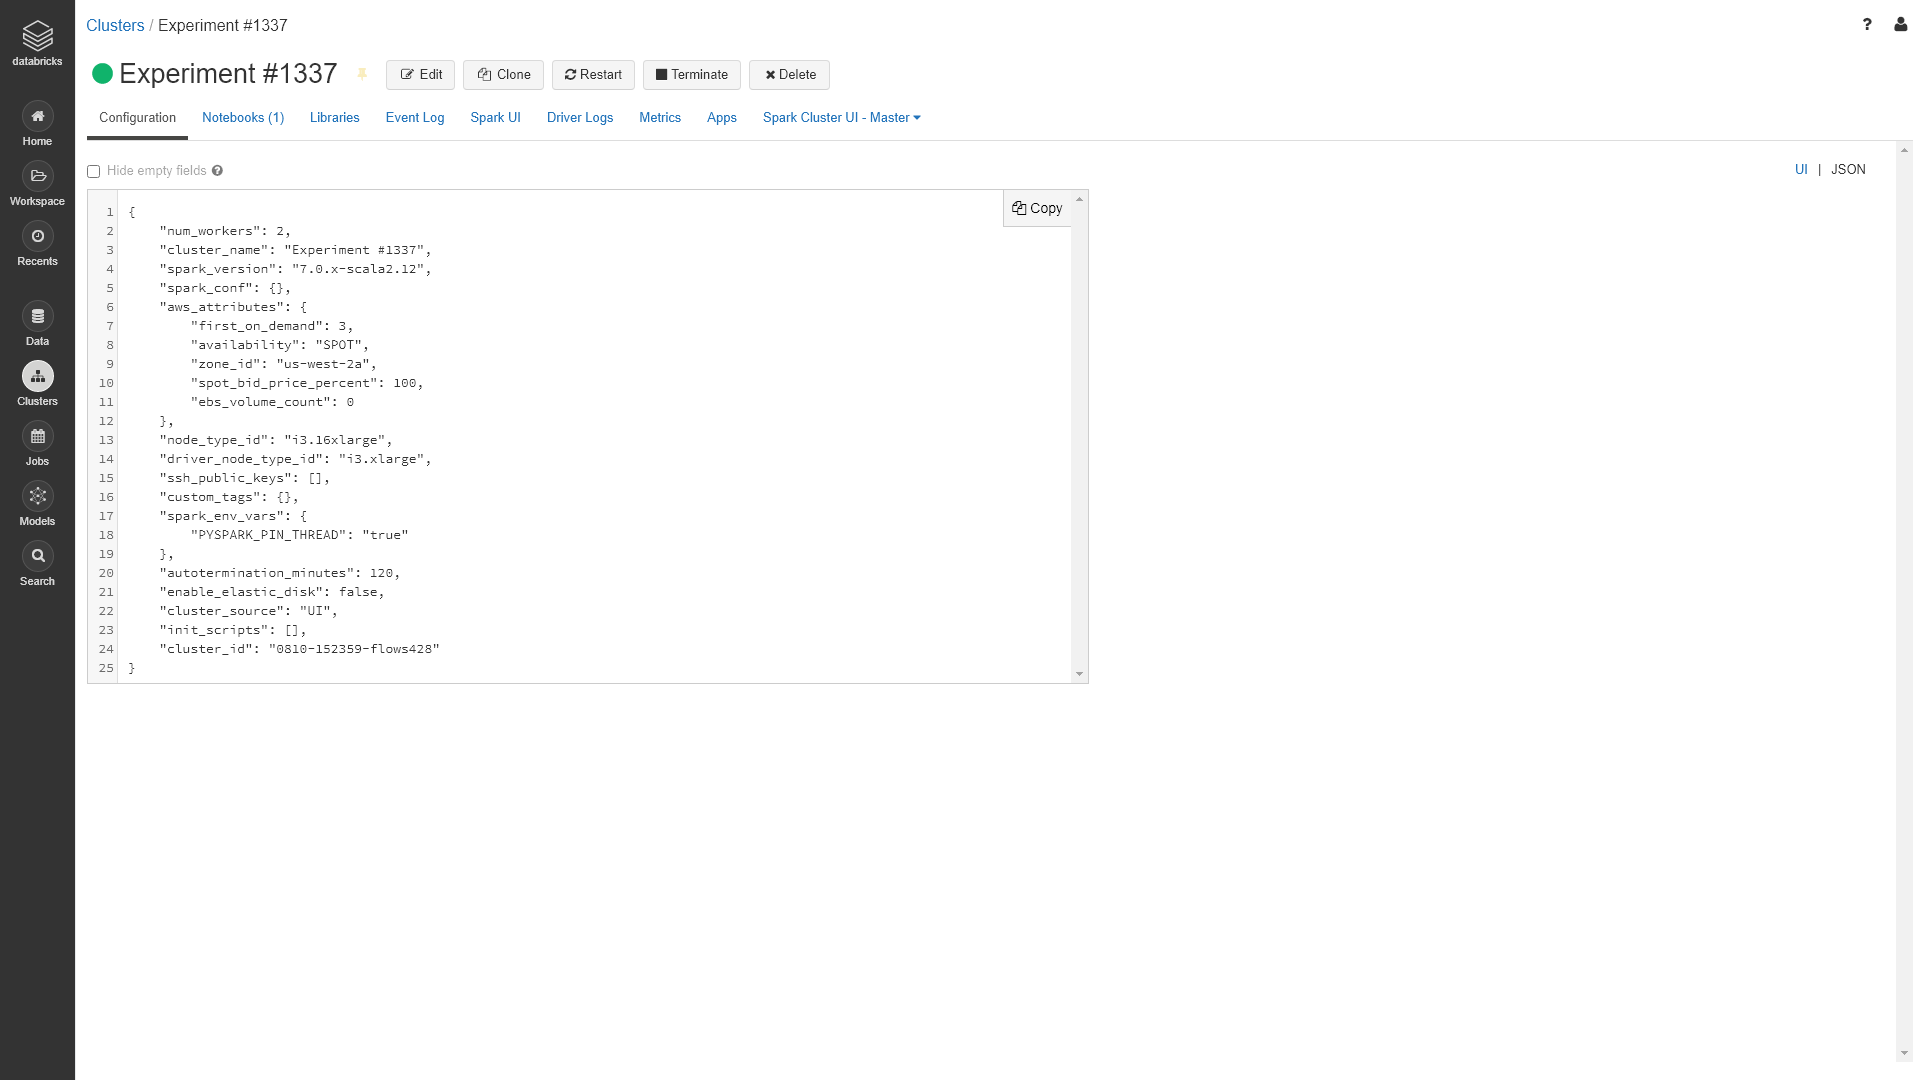 databricks
Home
Workspace
Recents
Data
Clusters
Jobs
Models
Search
Clusters / Experiment #1337
?
Experiment #1337
Edit
Clone
Restart
Terminate
Delete
Configuration
Notebooks (1)
Libraries
Event Log
Spark UI
Driver Logs
Metrics
Apps
Spark Cluster UI - Master
Hide empty fields ?
UI | JSON
Copy
1 {
2     "num_workers": 2,
3     "cluster_name": "Experiment #1337",
4     "spark_version": "7.0.x-scala2.12",
5     "spark_conf": {},
6     "aws_attributes": {
7         "first_on_demand": 3,
8         "availability": "SPOT",
9         "zone_id": "us-west-2a",
10         "spot_bid_price_percent": 100,
11         "ebs_volume_count": 0
12     },
13     "node_type_id": "i3.16xlarge",
14     "driver_node_type_id": "i3.xlarge",
15     "ssh_public_keys": [],
16     "custom_tags": {},
17     "spark_env_vars": {
18         "PYSPARK_PIN_THREAD": "true"
19     },
20     "autotermination_minutes": 120,
21     "enable_elastic_disk": false,
22     "cluster_source": "UI",
23     "init_scripts": [],
24     "cluster_id": "0810-152359-flows428"
25 }